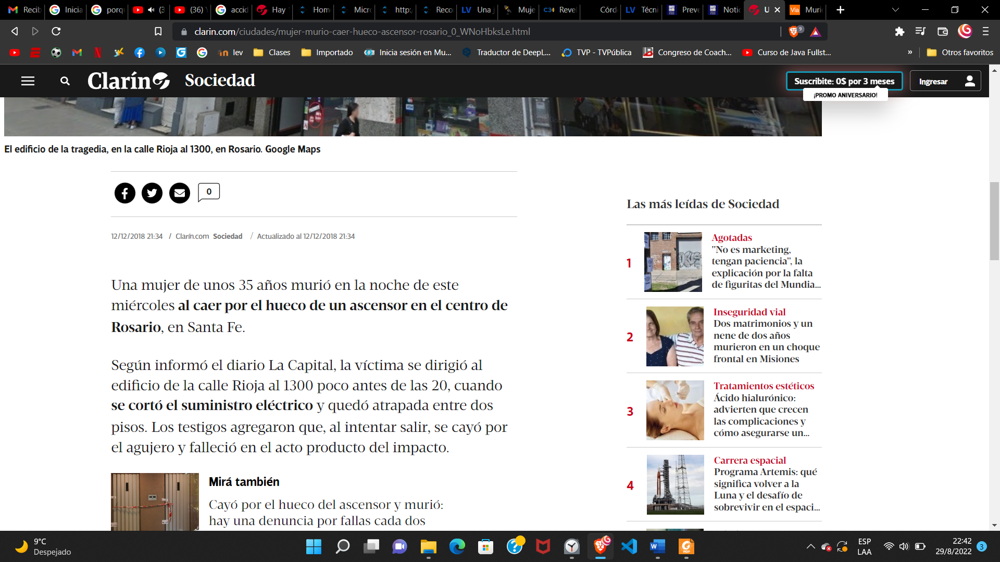 Recib
Inicia
porq
(3
(36)
accid
Hay
Hom
Micro
http:/
Reco
LV Una j
Muje
C3 Revel
Córd
LV Técni
Preve
Notic
U
Vía Murió
clarin.com/ciudades/mujer-murio-caer-hueco-ascensor-rosario_0_WNoHbksLe.html
9
lev
Clases
Importado
Inicia sesión en Mu...
Traductor de DeepL...
TVP - TVPública
Congreso de Coach...
Curso de Java Fullst...
»
Otros favoritos
Clarín
Sociedad
Suscribite: 0$ por 3 meses
Ingresar
¡PROMO ANIVERSARIO!
VISA
El edificio de la tragedia, en la calle Rioja al 1300, en Rosario. Google Maps
0
12/12/2018 21:34 / Clarín.com Sociedad / Actualizado al 12/12/2018 21:34
Una mujer de unos 35 años murió en la noche de este
miércoles al caer por el hueco de un ascensor en el centro de
Rosario, en Santa Fe.
Según informó el diario La Capital, la víctima se dirigió al
edificio de la calle Rioja al 1300 poco antes de las 20, cuando
se cortó el suministro eléctrico y quedó atrapada entre dos
pisos. Los testigos agregaron que, al intentar salir, se cayó por
el agujero y falleció en el acto producto del impacto.
Mirá también
Cayó por el hueco del ascensor y murió:
hay una denuncia por fallas cada dos
Las más leídas de Sociedad
1
Agotadas
"No es marketing,
tengan paciencia", la
explicación por la falta
de figuritas del Mundia...
2
Inseguridad vial
Dos matrimonios y un
nene de dos años
murieron en un choque
frontal en Misiones
3
Tratamientos estéticos
Ácido hialurónico:
advierten que crecen
las complicaciones y
cómo asegurarse un...
4
Carrera espacial
Programa Artemis: qué
significa volver a la
Luna y el desafío de
sobrevivir en el espaci...
9°C
Despejado
PDF
ESP
LAA
22:42
29/8/2022
3